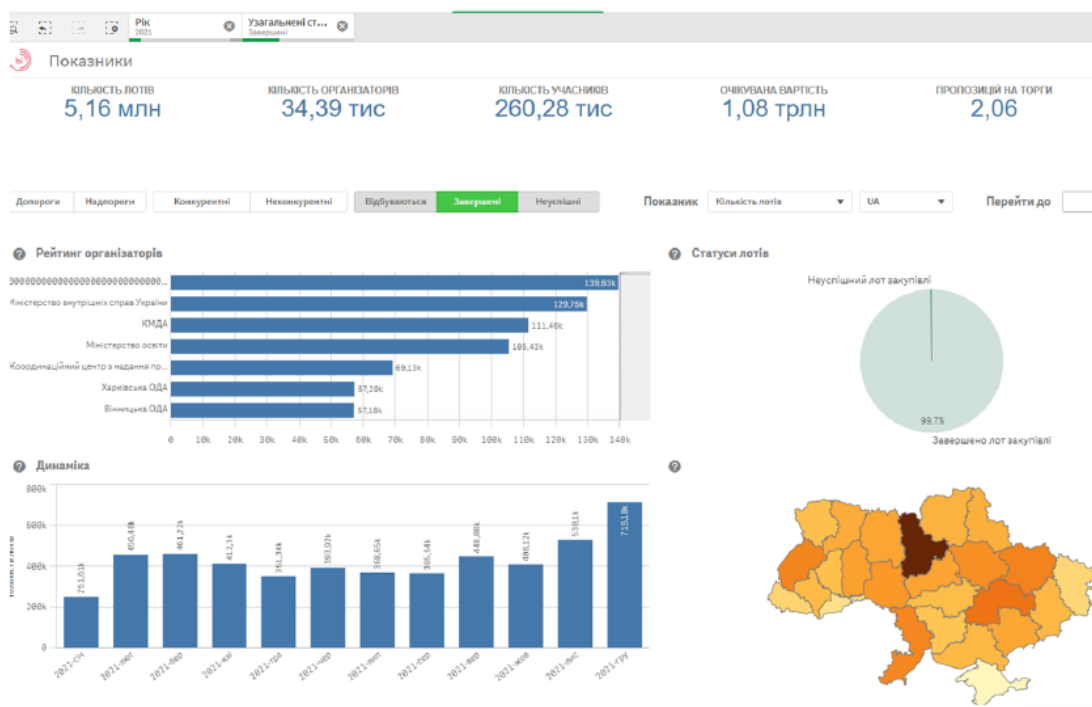 Рік
2021
Узагальнені ст...
Завершені
Показники
КІЛЬКІСТЬ ЛОТІВ
5,16 млн
КІЛЬКІСТЬ ОРГАНІЗАТОРІВ
34,39 тис
КІЛЬКІСТЬ УЧАСНИКІВ
260,28 тис
ОЧІКУВАНА ВАРТІСТЬ
1,08 трлн
ПРОПОЗИЦІЙ НА ТОРГИ
2,06
Допороги
Надпороги
Конкурентні
Неконкурентні
Відбуваються
Завершені
Неуспішні
Показник
Кількість лотів
UA
Перейти до
Рейтинг організаторів
Міністерство внутрішніх справ України
КМДА
Міністерство освіти
Координаційний центр з надання пр...
Харківська ОДА
Вінницька ОДА
139,63k
129,75k
111,46k
105,43k
69,13k
57,20k
57,18k
0 10k 20k 30k 40k 50k 60k 70k 80k 90k 100k 110k 120k 130k 140k
Статуси лотів
Неуспішний лот закупівлі
99.7%
Завершено лот закупівлі
Динаміка
800k
600k
400k
200k
0
251,61k
456,48k
461,22k
412,3k
351,34k
393,92k
368,65k
365,54k
448,08k
406,12k
530,1k
715,18k
2021-січ
2021-лют
2021-бер
2021-кві
2021-тра
2021-чер
2021-лип
2021-сер
2021-вер
2021-жов
2021-лис
2021-гру